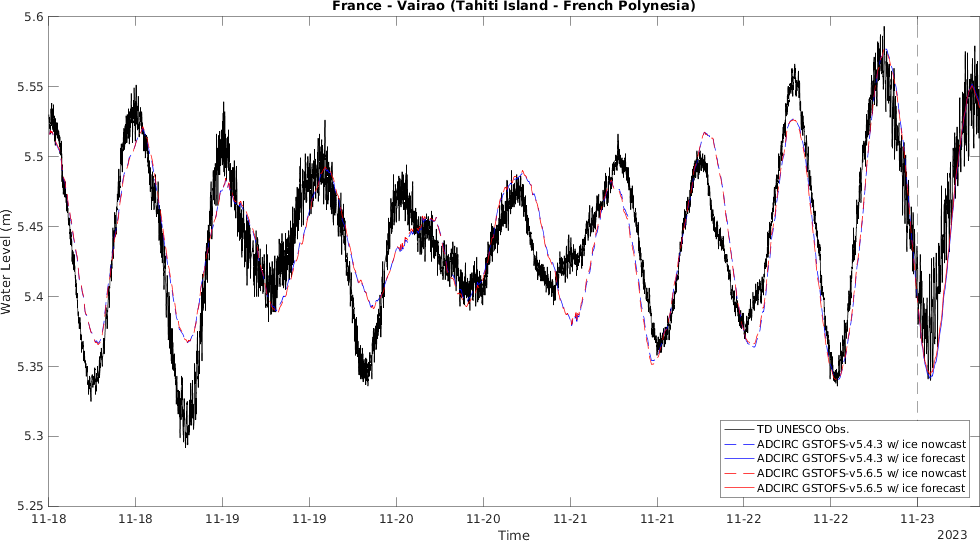 France - Vairao (Tahiti Island - French Polynesia)
Water Level (m)
5.6
5.55
5.5
5.45
5.4
5.35
5.3
5.25
TD UNESCO Obs.
ADCIRC GSTOFS-v5.4.3 w/ ice nowcast
ADCIRC GSTOFS-v5.4.3 w/ ice forecast
ADCIRC GSTOFS-v5.6.5 w/ ice nowcast
ADCIRC GSTOFS-v5.6.5 w/ ice forecast
11-18 11-18 11-19 11-19 11-20 11-20 11-21 11-21 11-22 11-22 11-23
Time
2023